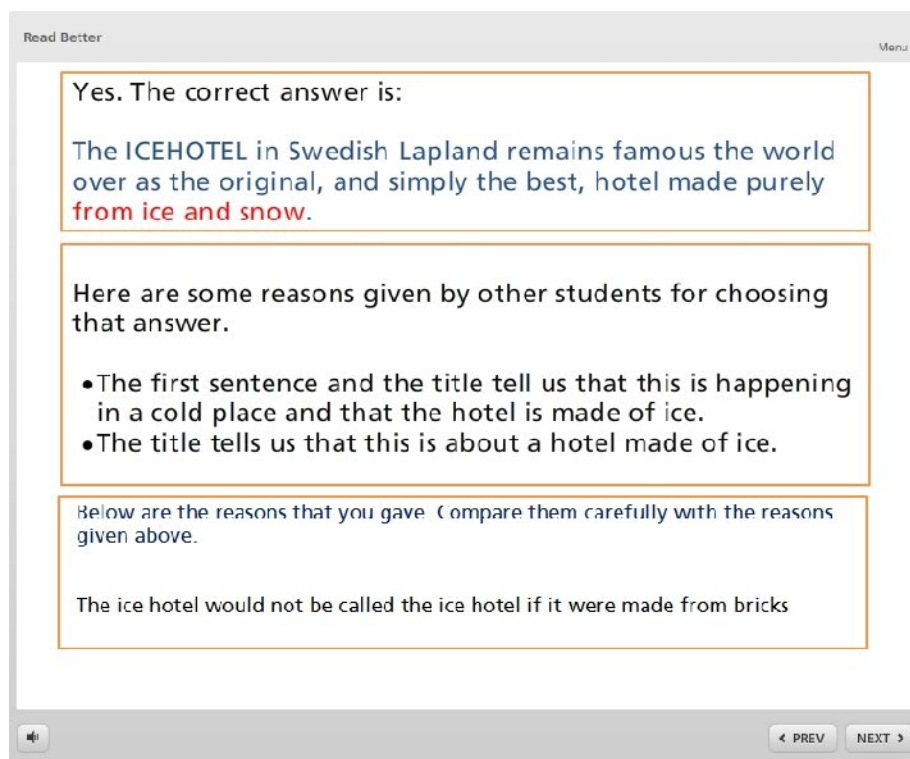 Read Better
Menu
Yes. The correct answer is:
The ICEHOTEL in Swedish Lapland remains famous the world
over as the original, and simply the best, hotel made purely
from ice and snow.
Here are some reasons given by other students for choosing
that answer.
•The first sentence and the title tell us that this is happening
in a cold place and that the hotel is made of ice.
•The title tells us that this is about a hotel made of ice.
Below are the reasons that you gave. Compare them carefully with the reasons
given above.
The ice hotel would not be called the ice hotel if it were made from bricks
< PREV
NEXT >